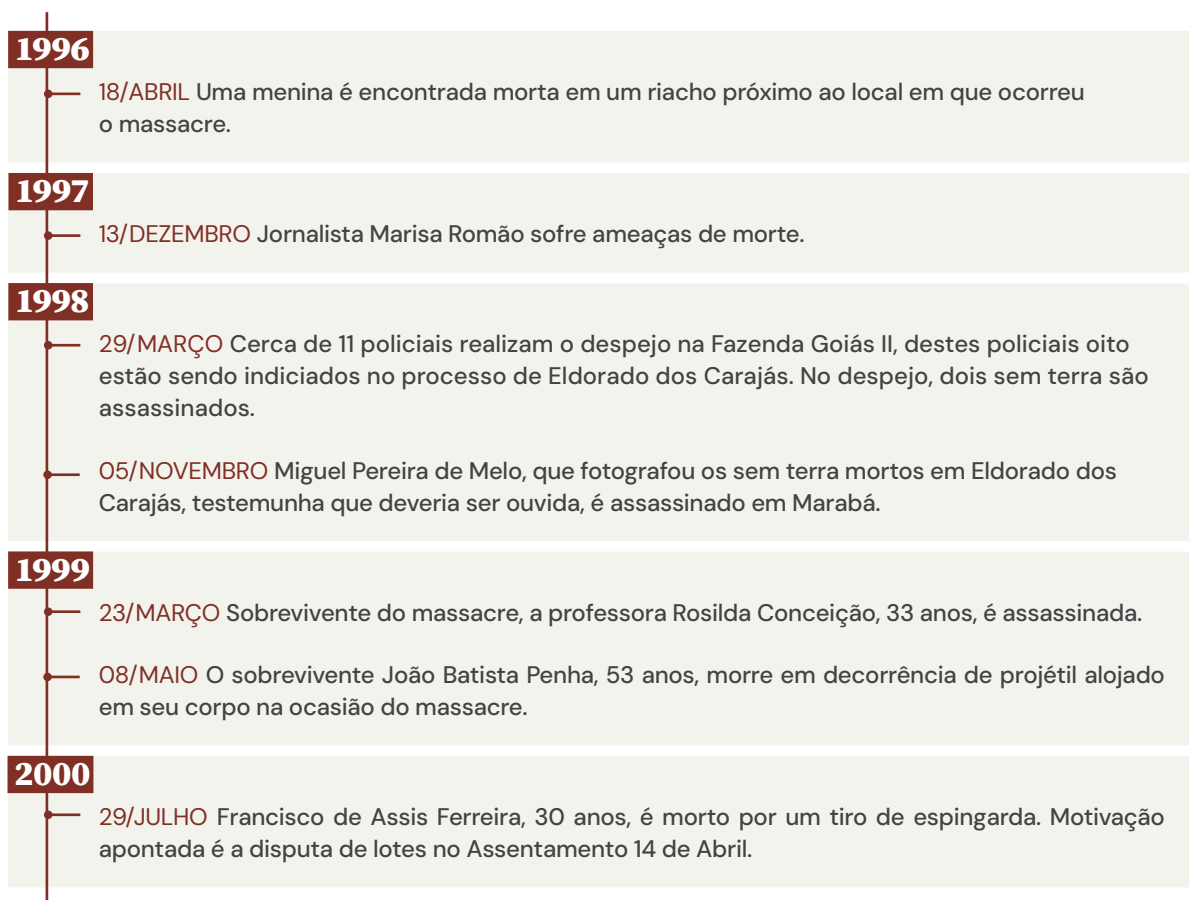 1996
18/ABRIL Uma menina é encontrada morta em um riacho próximo ao local em que ocorreu
o massacre.
1997
13/DEZEMBRO Jornalista Marisa Romão sofre ameaças de morte.
1998
29/MARÇO Cerca de 11 policiais realizam o despejo na Fazenda Goiás II, destes policiais oito
estão sendo indiciados no processo de Eldorado dos Carajás. No despejo, dois sem terra são
assassinados.
05/NOVEMBRO Miguel Pereira de Melo, que fotografou os sem terra mortos em Eldorado dos
Carajás, testemunha que deveria ser ouvida, é assassinado em Marabá.
1999
23/MARÇO Sobrevivente do massacre, a professora Rosilda Conceição, 33 anos, é assassinada.
08/MAIO O sobrevivente João Batista Penha, 53 anos, morre em decorrência de projétil alojado
em seu corpo na ocasião do massacre.
2000
29/JULHO Francisco de Assis Ferreira, 30 anos, é morto por um tiro de espingarda. Motivação
apontada é a disputa de lotes no Assentamento 14 de Abril.